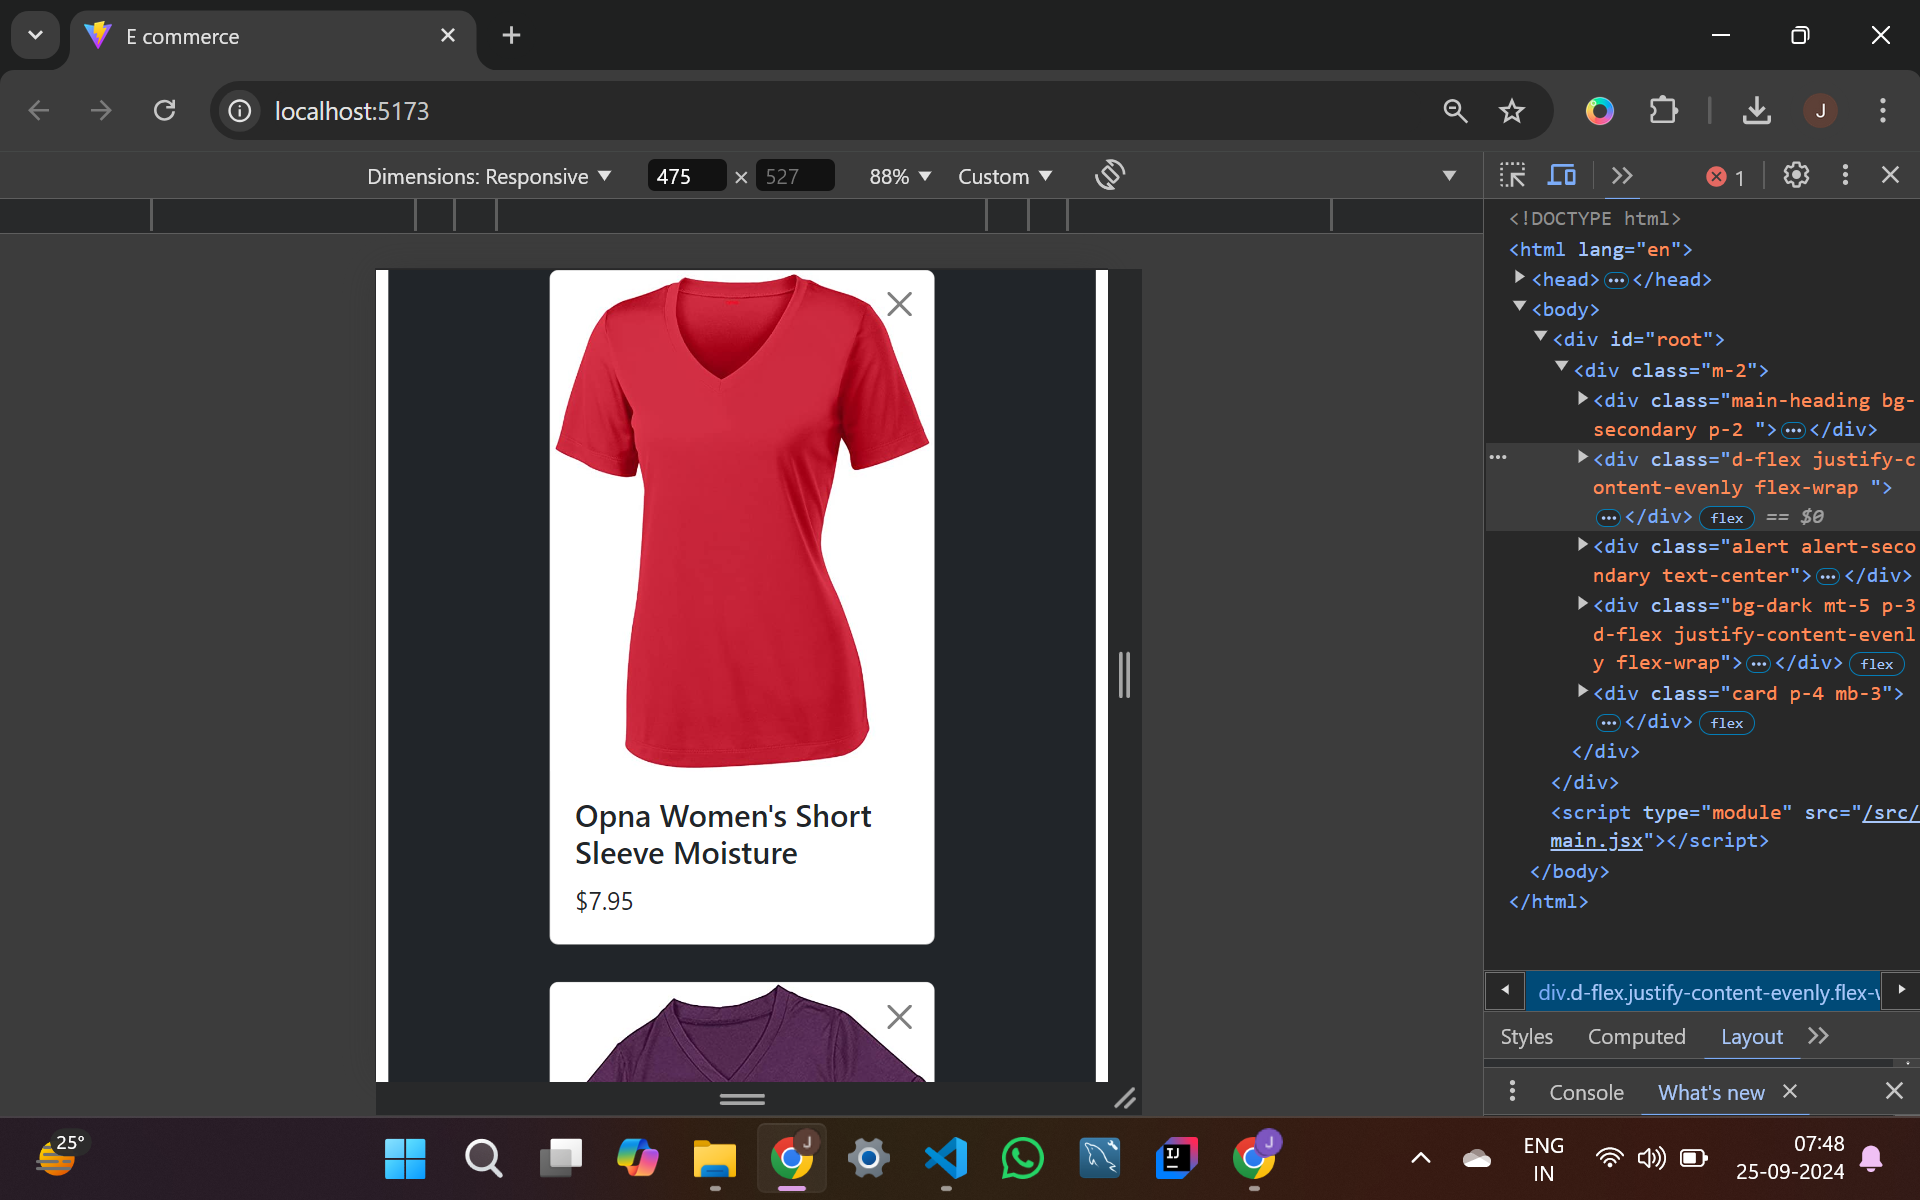 E commerce
localhost:5173
J
Dimensions: Responsive
475 × 527
88%
Custom
1
<!DOCTYPE html>
<html lang="en">
<head>…</head>
<body>
<div id="root">
<div class="m-2">
<div class="main-heading bg-
secondary p-2 ">…</div>
<div class="d-flex justify-c
ontent-evenly flex-wrap ">
…</div> flex == $0
<div class="alert alert-seco
ndary text-center">…</div>
<div class="bg-dark mt-5 p-3
d-flex justify-content-evenl
y flex-wrap">…</div> flex
<div class="card p-4 mb-3">
…</div> flex
</div>
</div>
<script type="module" src="/src/
main.jsx"></script>
</body>
</html>
Opna Women's Short
Sleeve Moisture
$7.95
div.d-flex.justify-content-evenly.flex-w
Styles
Computed
Layout
Console
What's new
25°
J
IJ
J
ENG
IN
07:48
25-09-2024